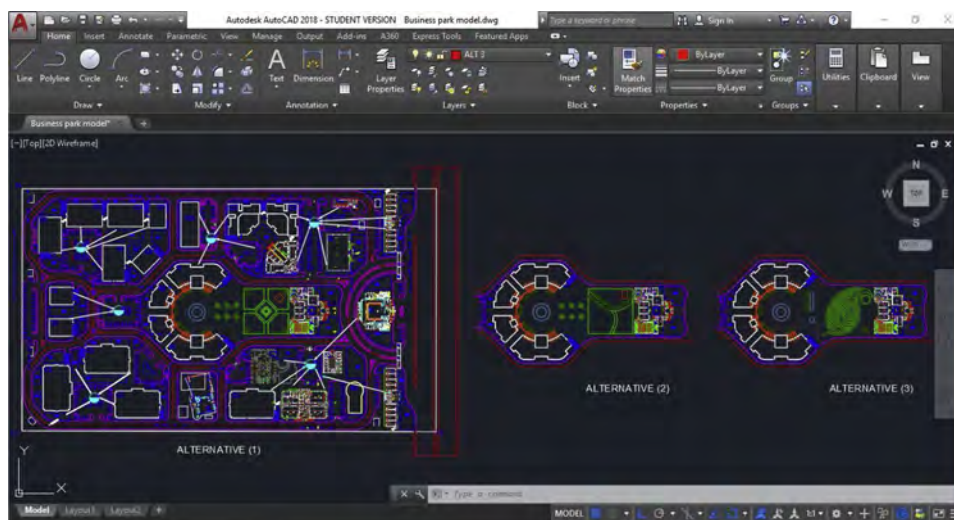 Autodesk AutoCAD 2018 - STUDENT VERSION Business park model.dwg
Type a keyword or phrase
Sign In
Home Insert Annotate Parametric View Manage Output Add-ins A360 Express Tools Featured Apps
Line Polyline Circle Arc
Text Dimension
Layer Properties
ALT 3
Insert
Match Properties
ByLayer
ByLayer
ByLayer
Group
Utilities
Clipboard
View
Draw
Modify
Annotation
Layers
Block
Properties
Groups
Business park model*
[−][Top][2D Wireframe]
N
W TOP E
S
ALTERNATIVE (2)
ALTERNATIVE (3)
ALTERNATIVE (1)
Y
X
Type a command
Model Layout1 Layout2
MODEL
1:1